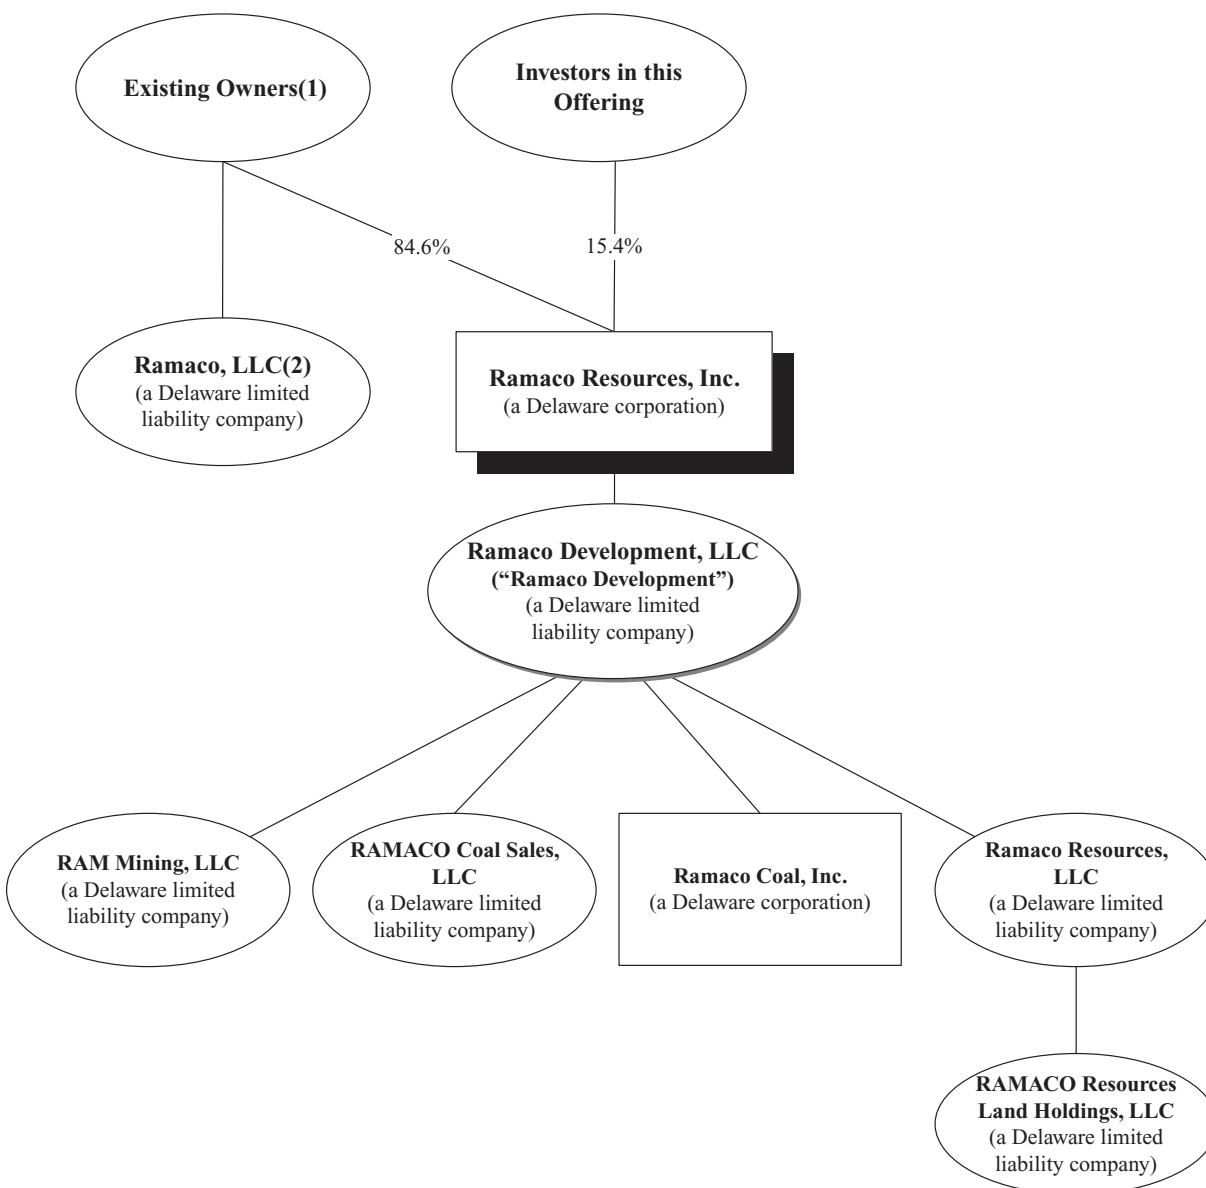 Existing Owners(1)
Investors in this
Offering
84.6%
15.4%
Ramaco, LLC(2)
(a Delaware limited
liability company)
Ramaco Resources, Inc.
(a Delaware corporation)
Ramaco Development, LLC
(“Ramaco Development”)
(a Delaware limited
liability company)
RAM Mining, LLC
(a Delaware limited
liability company)
RAMACO Coal Sales,
LLC
(a Delaware limited
liability company)
Ramaco Coal, Inc.
(a Delaware corporation)
Ramaco Resources,
LLC
(a Delaware limited
liability company)
RAMACO Resources
Land Holdings, LLC
(a Delaware limited
liability company)